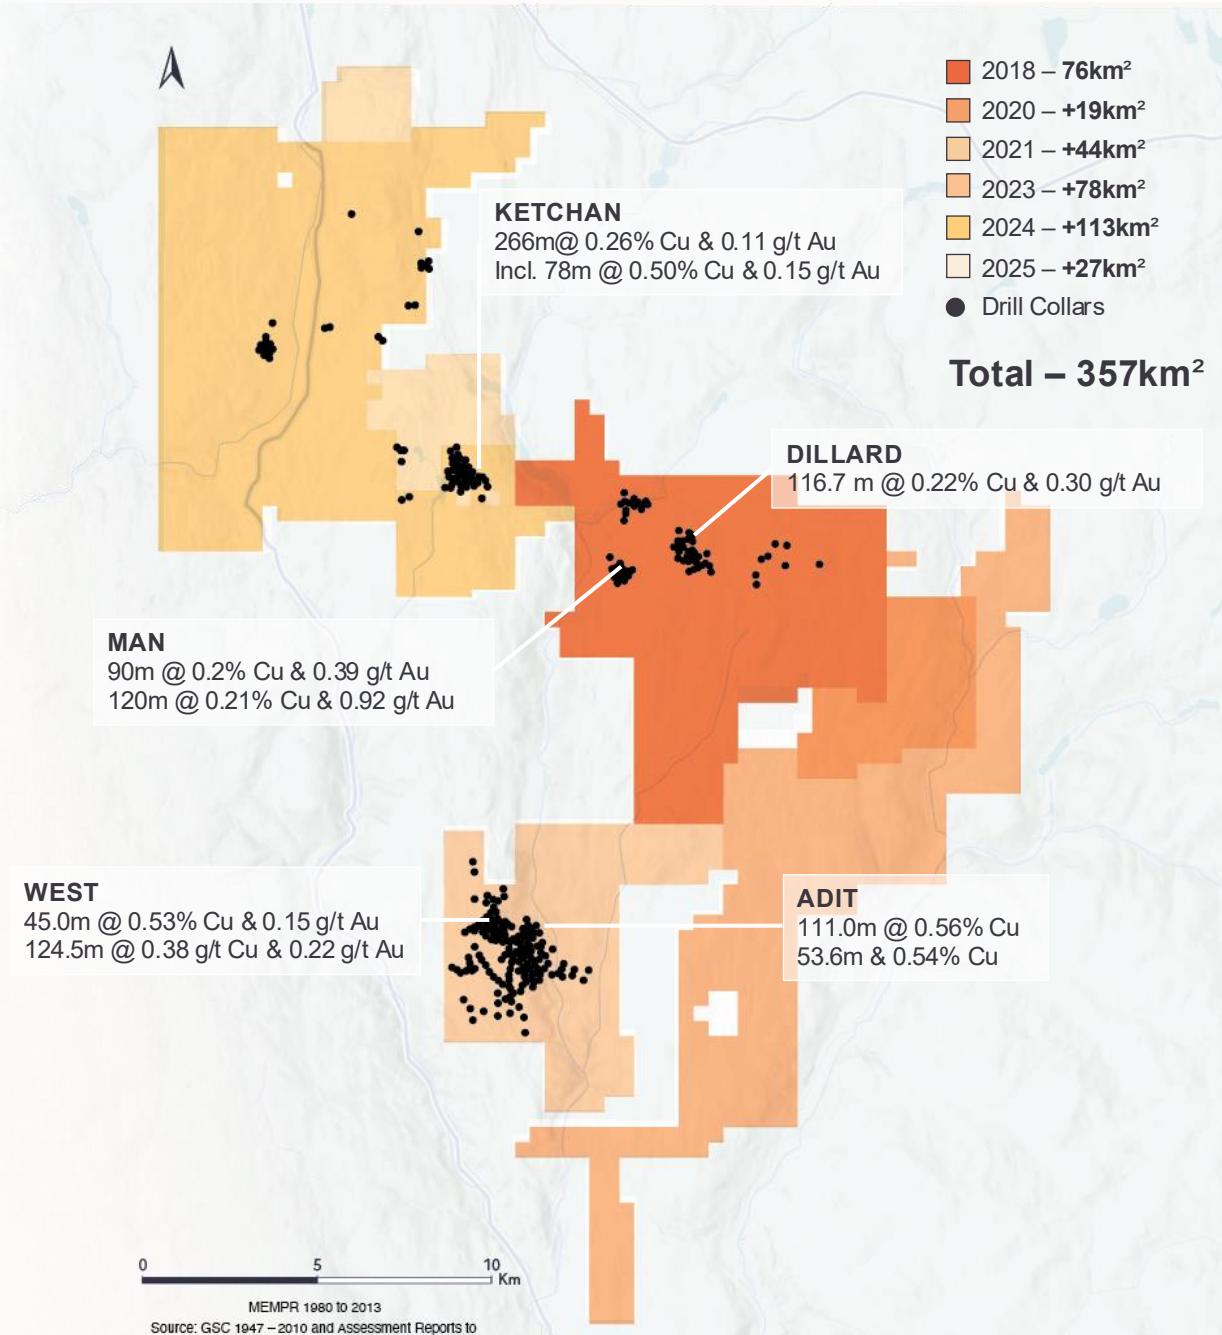 2018 – 76km²
2020 – +19km²
2021 – +44km²
2023 – +78km²
2024 – +113km²
2025 – +27km²
Drill Collars
Total – 357km²
KETCHAN
266m@ 0.26% Cu & 0.11 g/t Au
Incl. 78m @ 0.50% Cu & 0.15 g/t Au
DILLARD
116.7 m @ 0.22% Cu & 0.30 g/t Au
MAN
90m @ 0.2% Cu & 0.39 g/t Au
120m @ 0.21% Cu & 0.92 g/t Au
WEST
45.0m @ 0.53% Cu & 0.15 g/t Au
124.5m @ 0.38 g/t Cu & 0.22 g/t Au
ADIT
111.0m @ 0.56% Cu
53.6m & 0.54% Cu
0 5 10
Km
MEMPR 1980 to 2013
Source: GSC 1947 – 2010 and Assessment Reports to